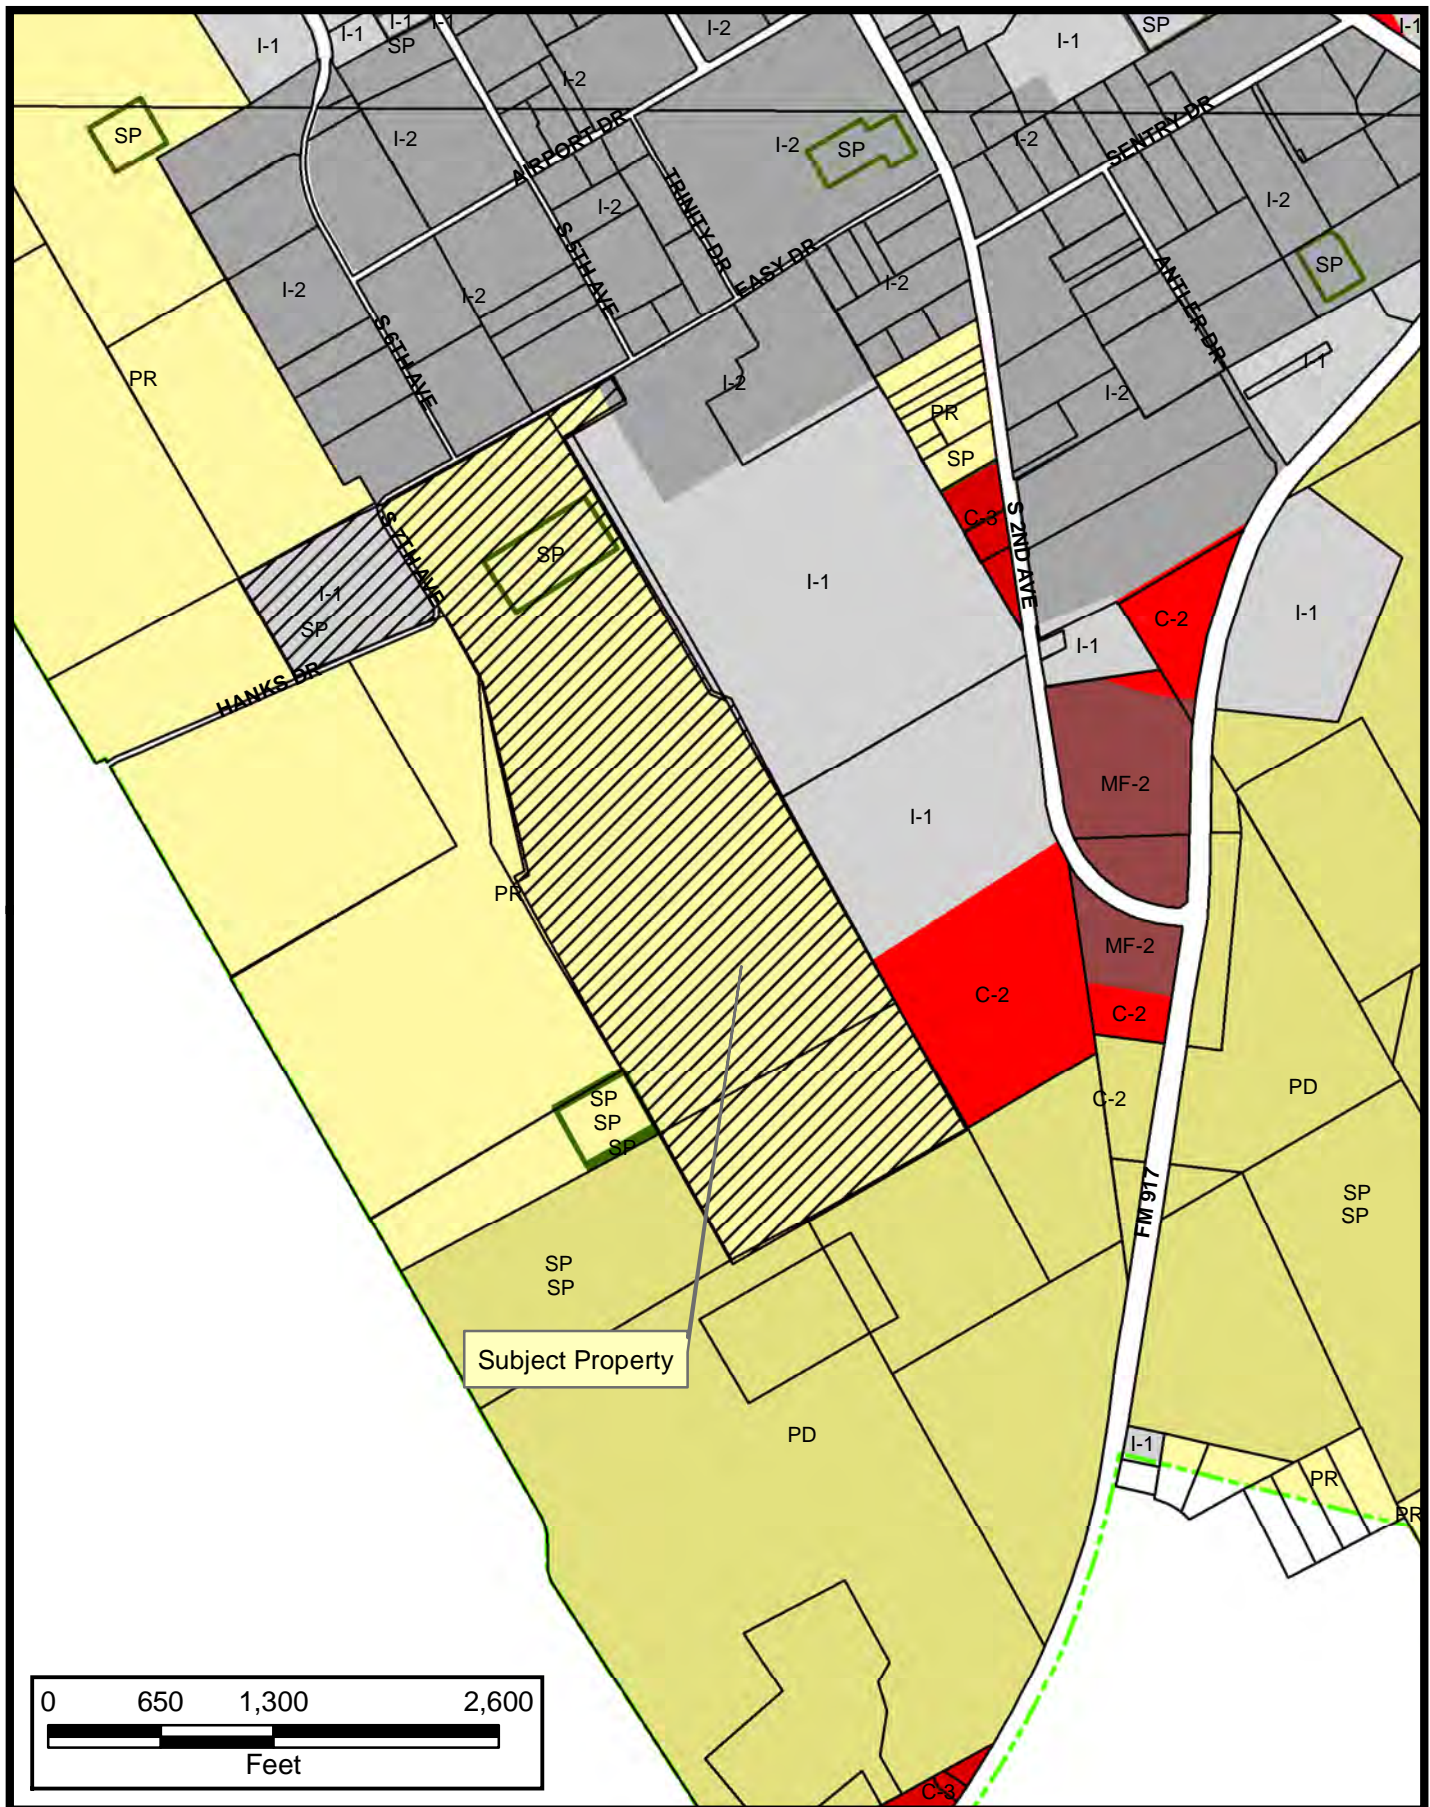 I-1
I-1
I-1
SP
I-1
I-2
I-1
SP
I-1
SP
I-2
I-2
AIRPORT DR
I-2
SP
I-2
SENTRY DR
I-2
I-2
TRINITY DR
S 5TH AVE
EASY DR
I-2
I-2
I-2
ANTLER DR
SP
S 6TH AVE
PR
I-2
I-2
I-1
PR
SP
C-3
S 2ND AVE
S 7TH AVE
SP
I-1
I-1
SP
HANKS DR
C-2
I-1
I-1
MF-2
I-1
PR
MF-2
C-2
C-2
C-2
PD
SP
SP
SP
FM 917
SP
SP
SP
SP
Subject Property
PD
I-1
PR
PR
0 650 1,300 2,600
Feet
C-3